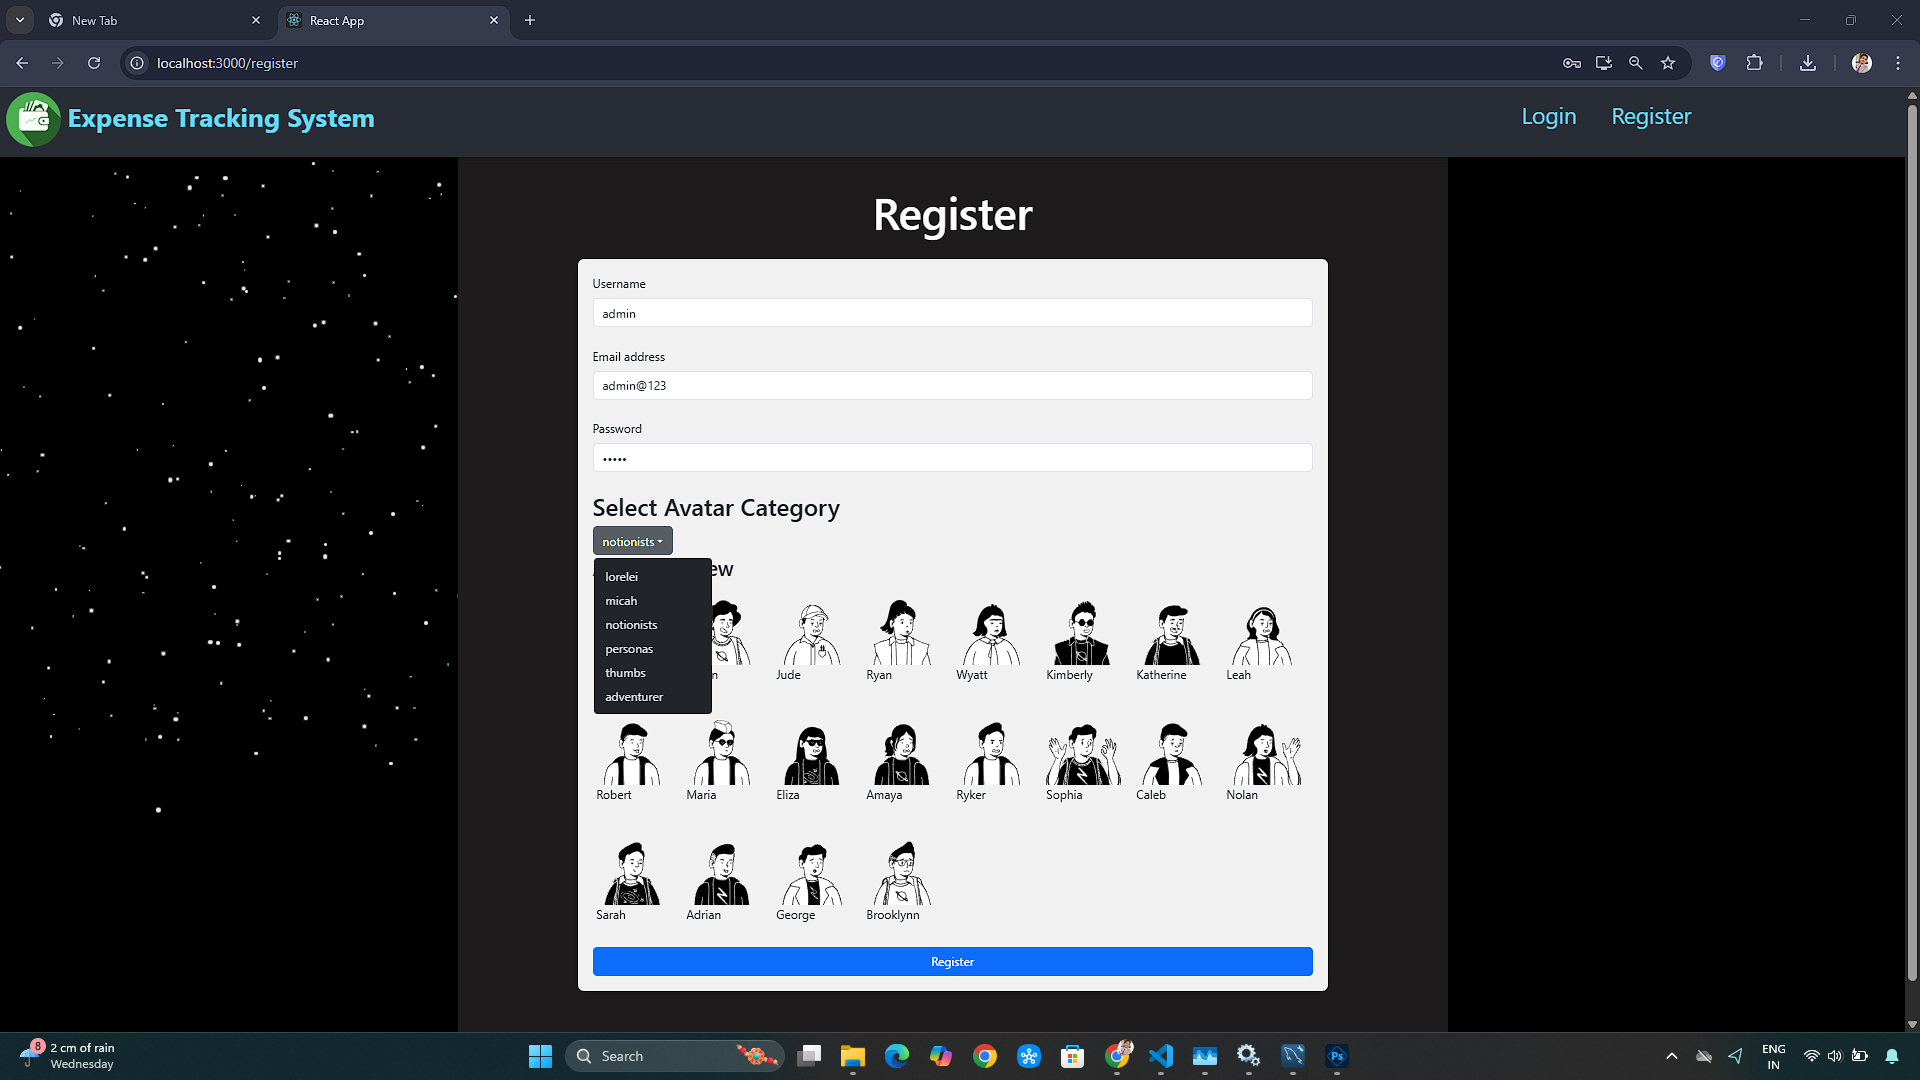 New Tab
React App
localhost:3000/register
Expense Tracking System
Login
Register
Register
Username
admin
Email address
admin@123
Password
•••••
Select Avatar Category
notionists
ew
lorelei
micah
notionists
personas
thumbs
adventurer
n
Jude
Ryan
Wyatt
Kimberly
Katherine
Leah
Robert
Maria
Eliza
Amaya
Ryker
Sophia
Caleb
Nolan
Sarah
Adrian
George
Brooklynn
Register
8
2 cm of rain
Wednesday
Search
Ps
ENG
IN